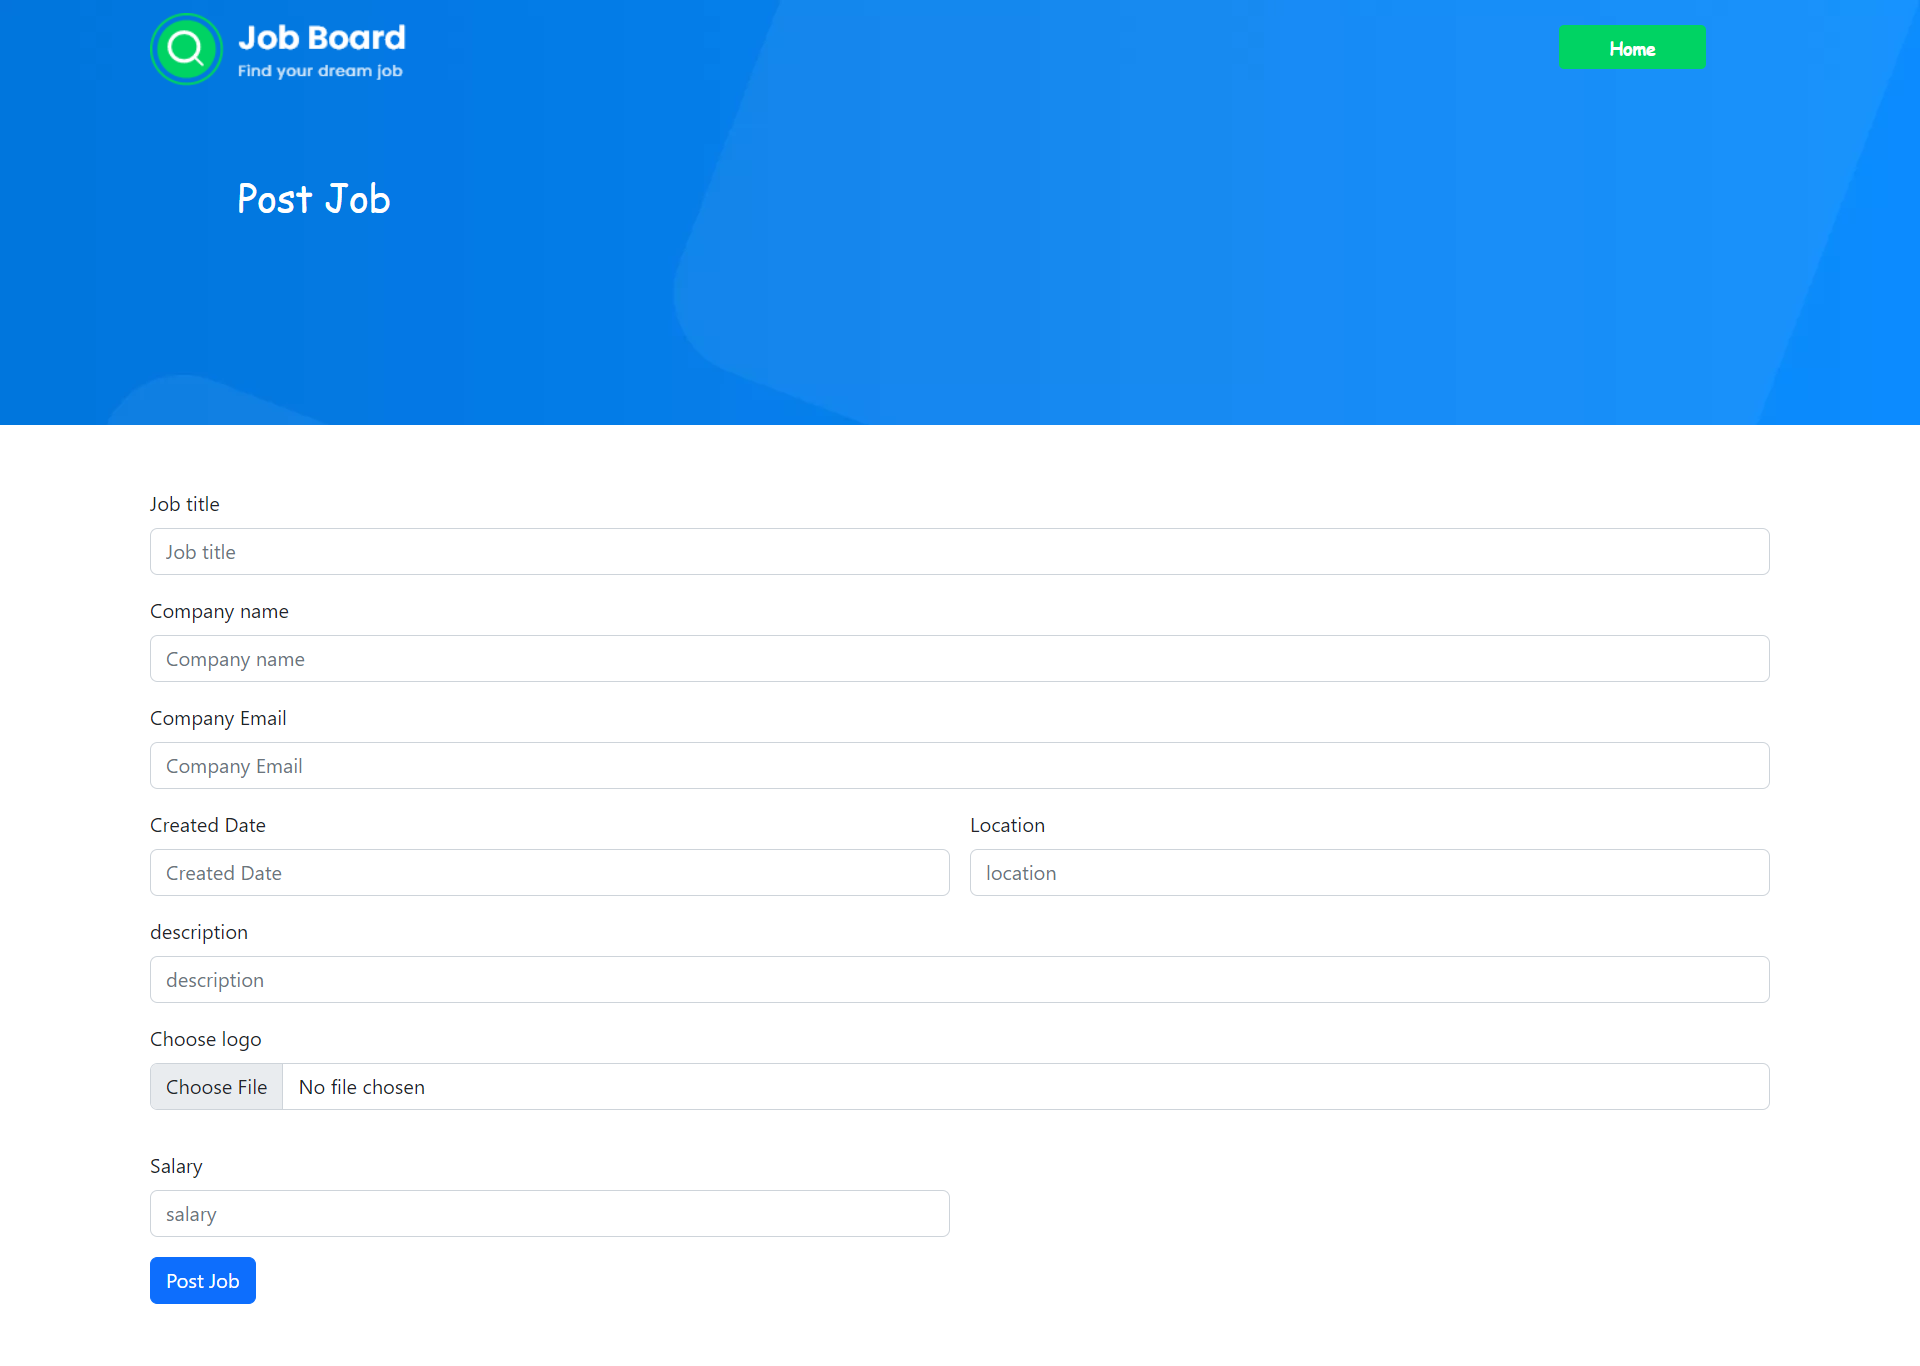 Job Board
Find your dream job
Home
Post Job
Job title
Job title
Company name
Company name
Company Email
Company Email
Created Date
Location
Created Date
location
description
description
Choose logo
Choose File
No file chosen
Salary
salary
Post Job